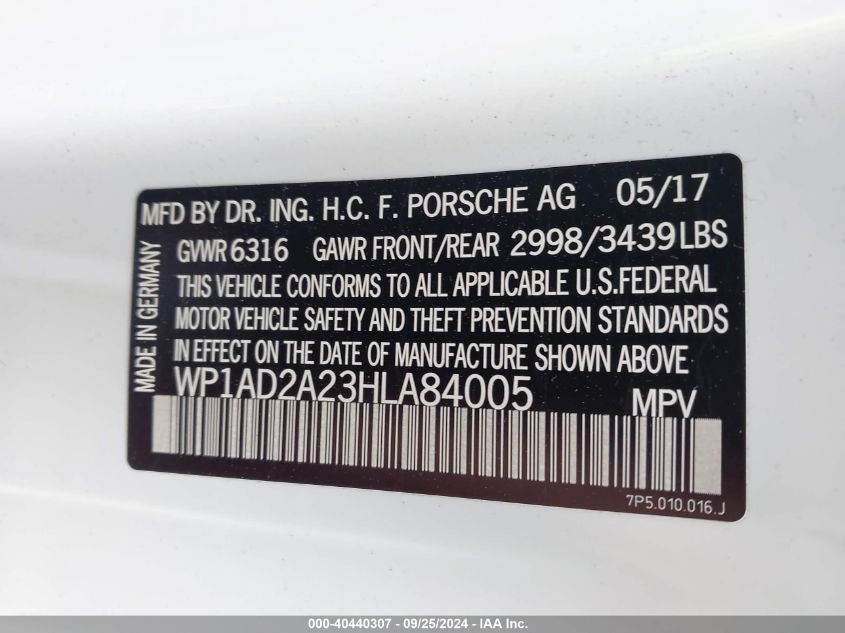 MFD BY DR. ING. H.C. F. PORSCHE AG 05/17
GVWR 6316 GAWR FRONT/REAR 2998/3439 LBS
THIS VEHICLE CONFORMS TO ALL APPLICABLE U.S.FEDERAL
MOTOR VEHICLE SAFETY AND THEFT PREVENTION STANDARDS
IN EFFECT ON THE DATE OF MANUFACTURE SHOWN ABOVE
WP1AD2A23HLA84005 MPV
MADE IN GERMANY
7P5.010.016.J
000-40440307 - 09/25/2024 - IAA Inc.